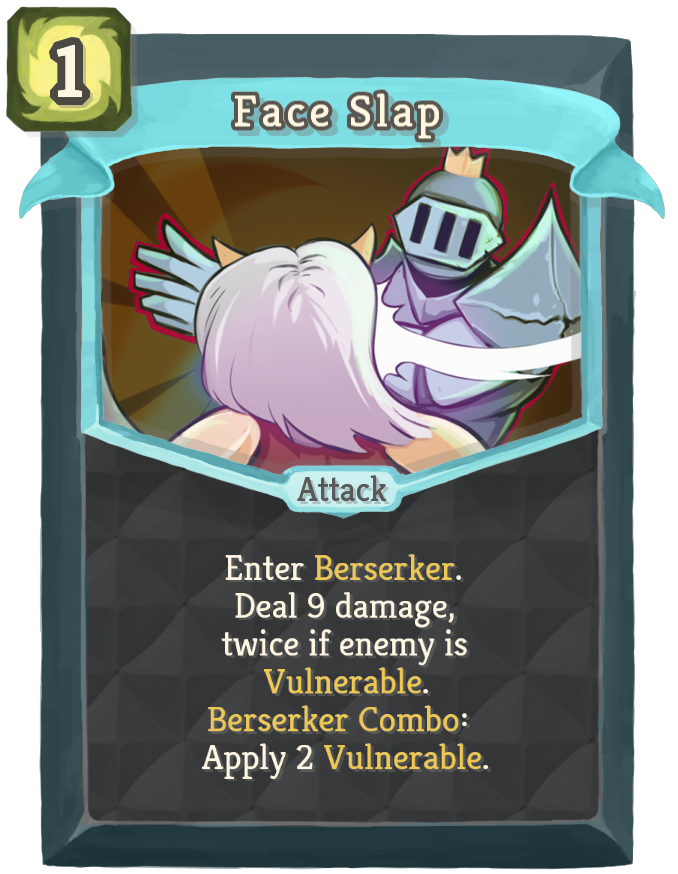 1
Face Slap
Attack
Enter Berserker.
Deal 9 damage,
twice if enemy is
Vulnerable.
Berserker Combo:
Apply 2 Vulnerable.